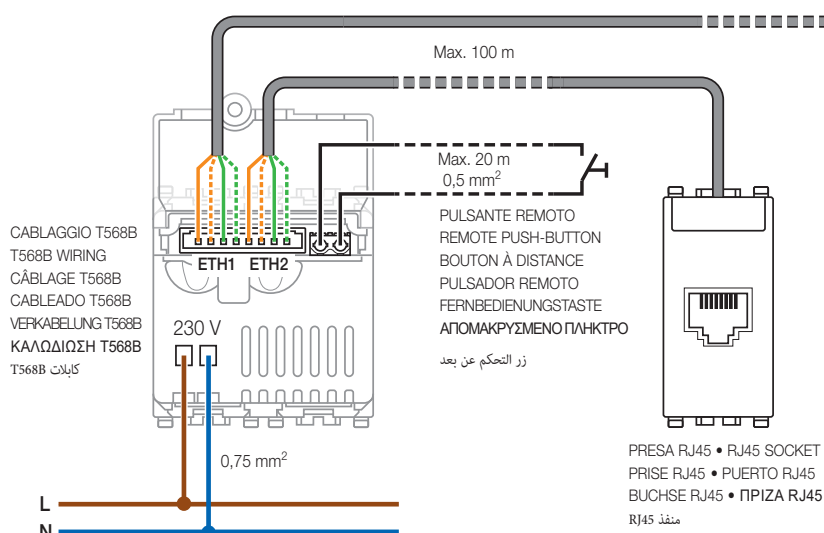 Max. 100 m
Max. 20 m
0,5 mm²
CABLAGGIO T568B
T568B WIRING
CÂBLAGE T568B
CABLEADO T568B
VERKABELUNG T568B
ΚΑΛΩΔΙΩΣΗ T568B
كابلات T568B
ETH1 ETH2
230 V
PULSANTE REMOTO
REMOTE PUSH-BUTTON
BOUTON À DISTANCE
PULSADOR REMOTO
FERNBEDIENUNGSTASTE
ΑΠΟΜΑΚΡΥΣΜΕΝΟ ΠΛΗΚΤΡΟ
زر التحكم عن بعد
0,75 mm²
PRESA RJ45 • RJ45 SOCKET
PRISE RJ45 • PUERTO RJ45
BUCHSE RJ45 • ΠΡΙΖΑ RJ45
منفذ RJ45
L
N